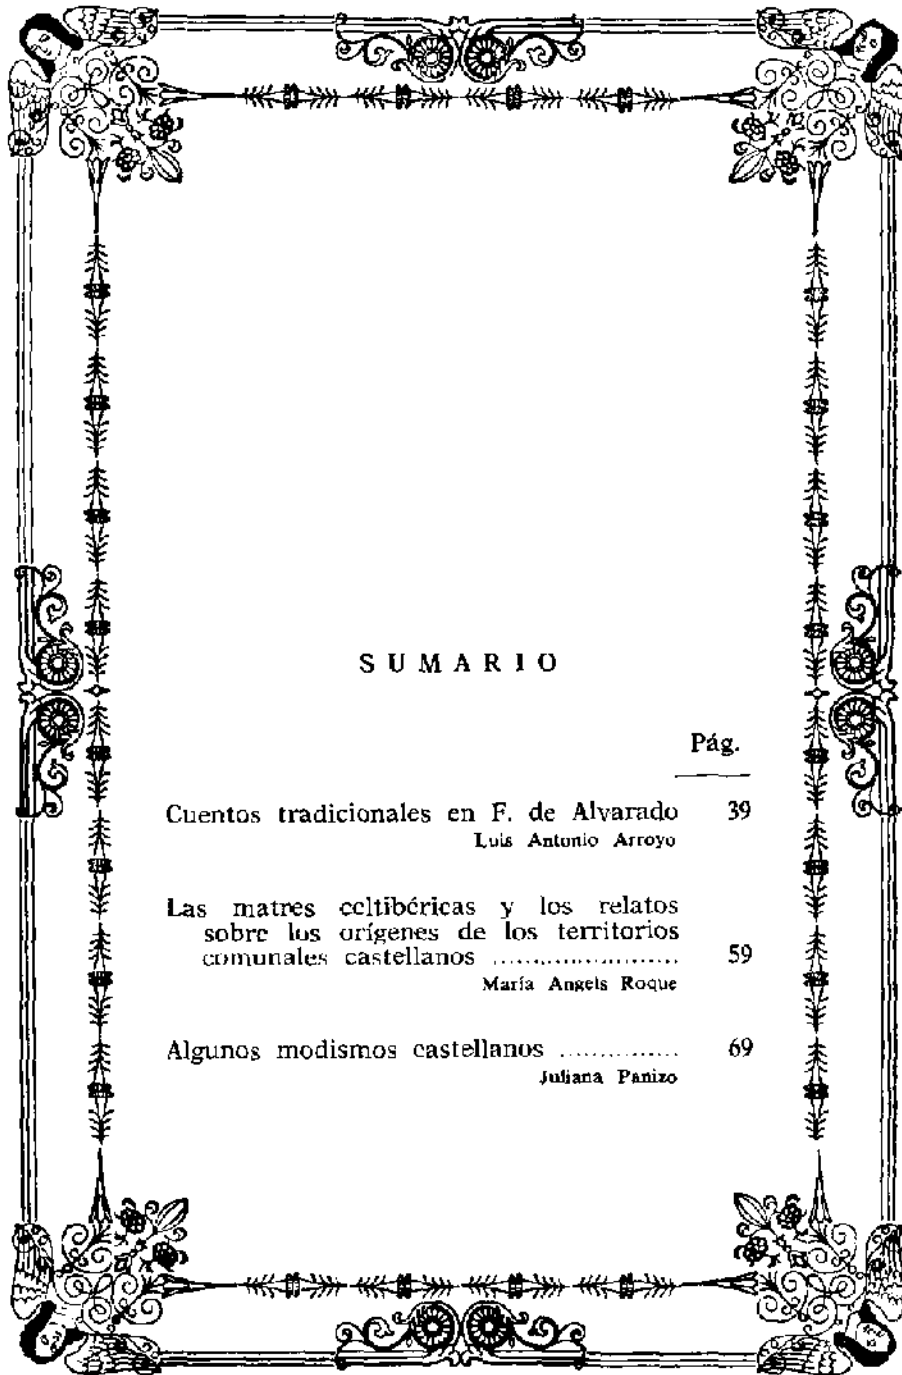 SUMARIO
Pág.
Cuentos tradicionales en F. de Alvarado 39
Luis Antonio Arroyo
Las matres celtibéricas y los relatos
sobre los orígenes de los territorios
comunales castellanos ........................ 59
María Angels Roque
Algunos modismos castellanos ............... 69
Juliana Panizo